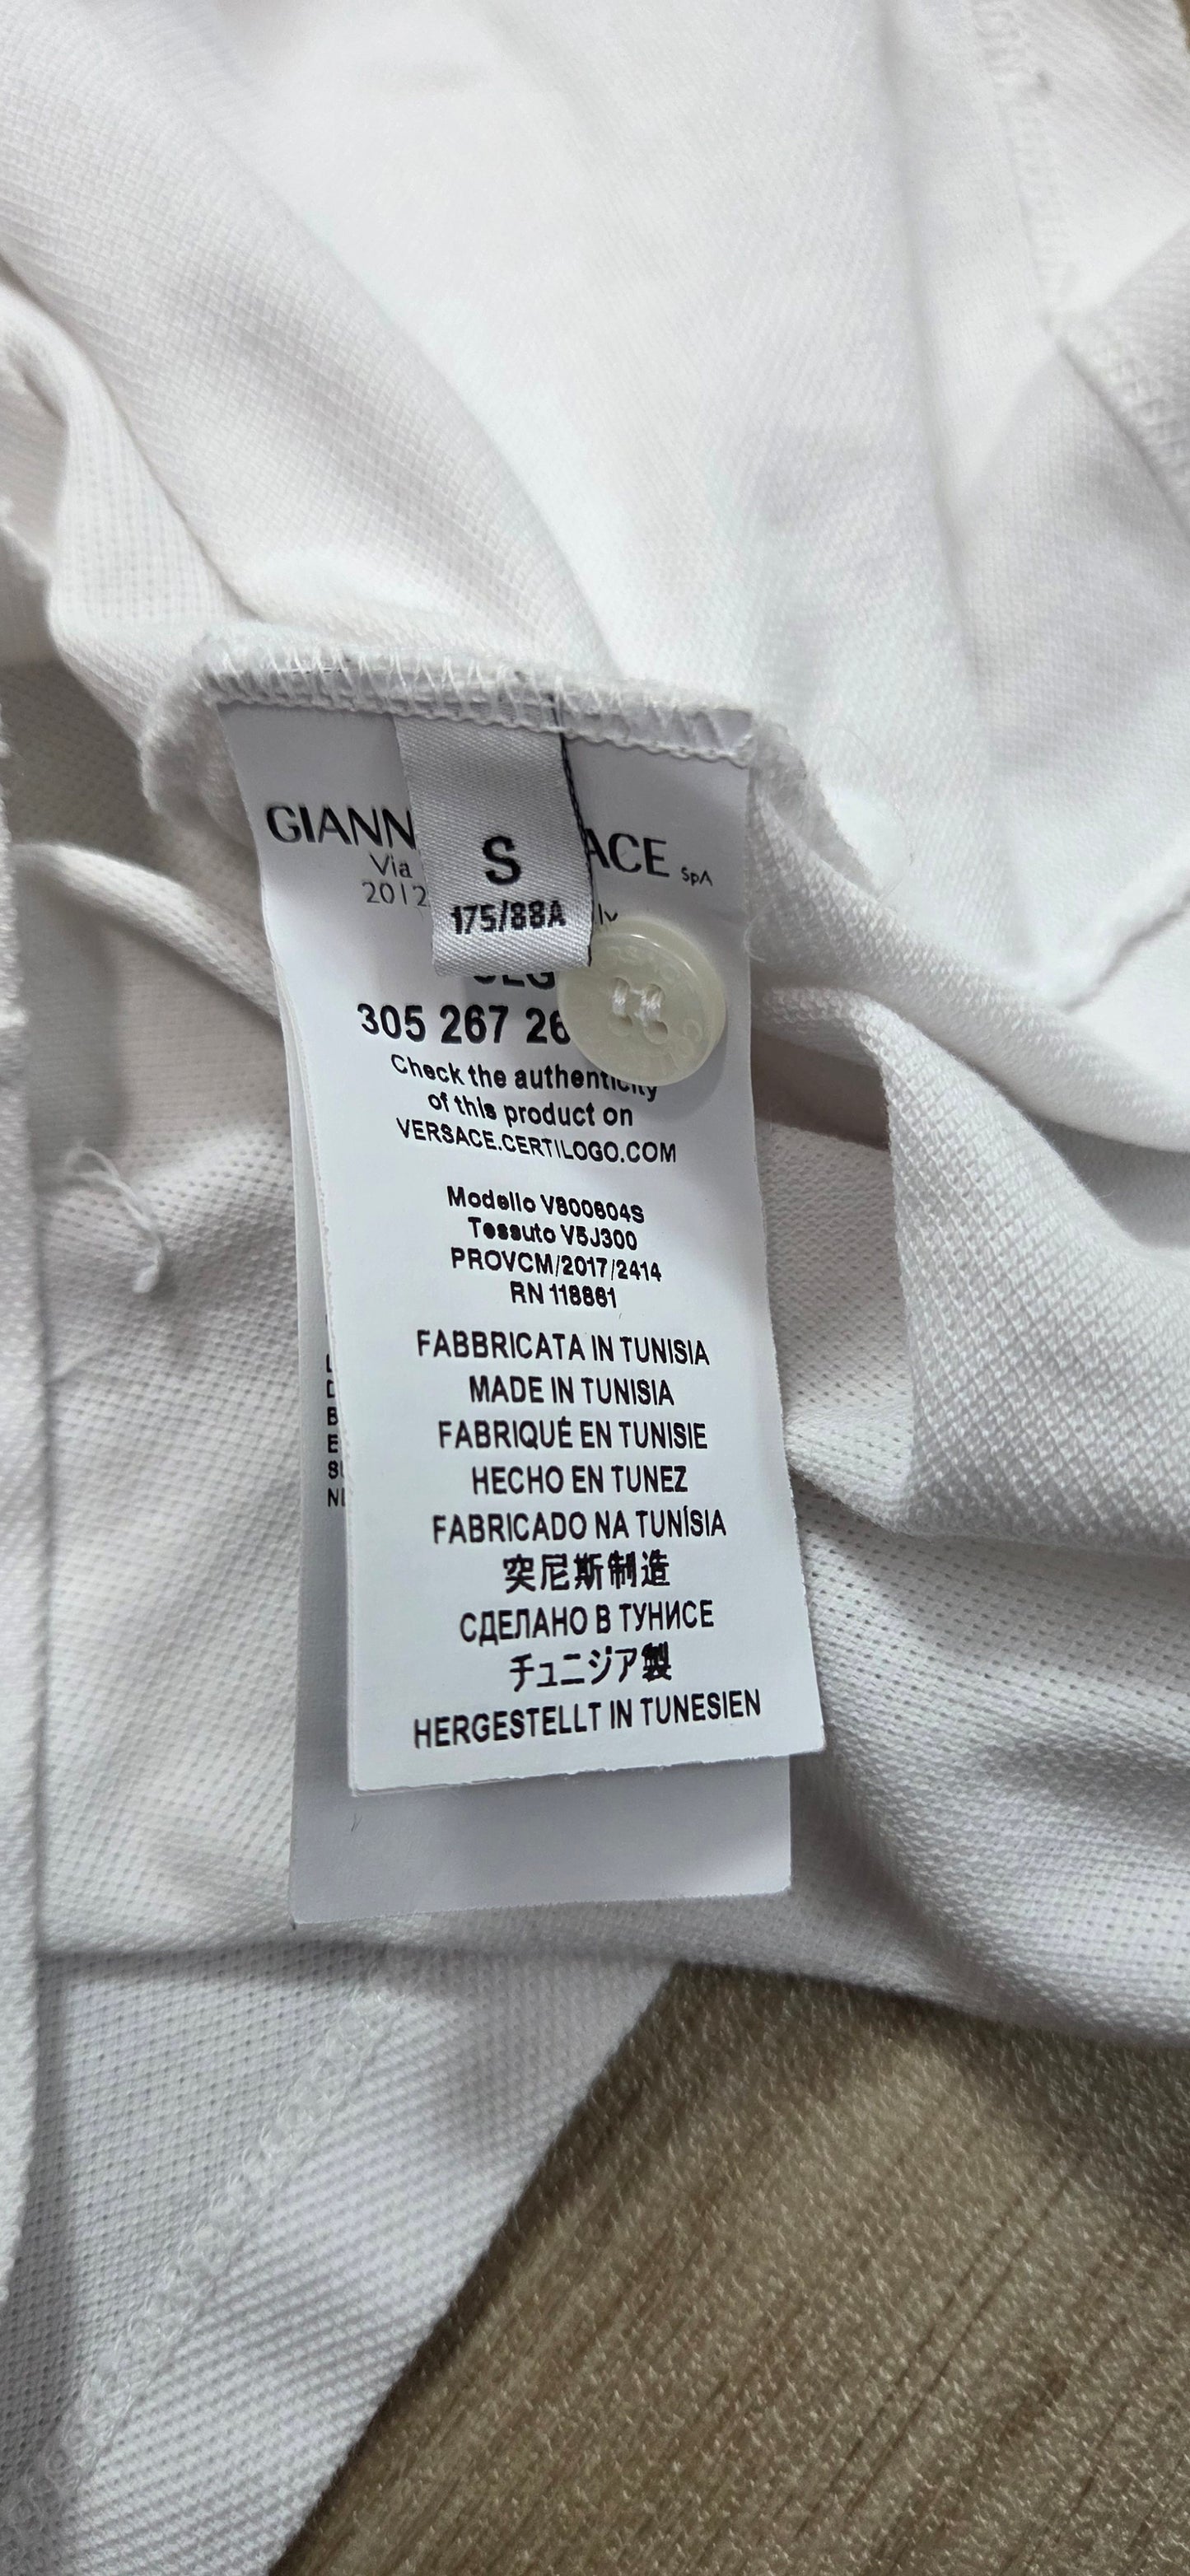 GIANN ACE SpA
Via
2012 ly
S
175/88A
CLG
305 267 26
Check the authenticity
of this product on
VERSACE.CERTILOGO.COM
Modello V800604S
Tessuto V5J300
PROVCM/2017/2414
RN 118861
FABBRICATA IN TUNISIA
MADE IN TUNISIA
FABRIQUÉ EN TUNISIE
HECHO EN TUNEZ
FABRICADO NA TUNÍSIA
突尼斯制造
СДЕЛАНО В ТУНИСЕ
チュニジア製
HERGESTELLT IN TUNESIEN